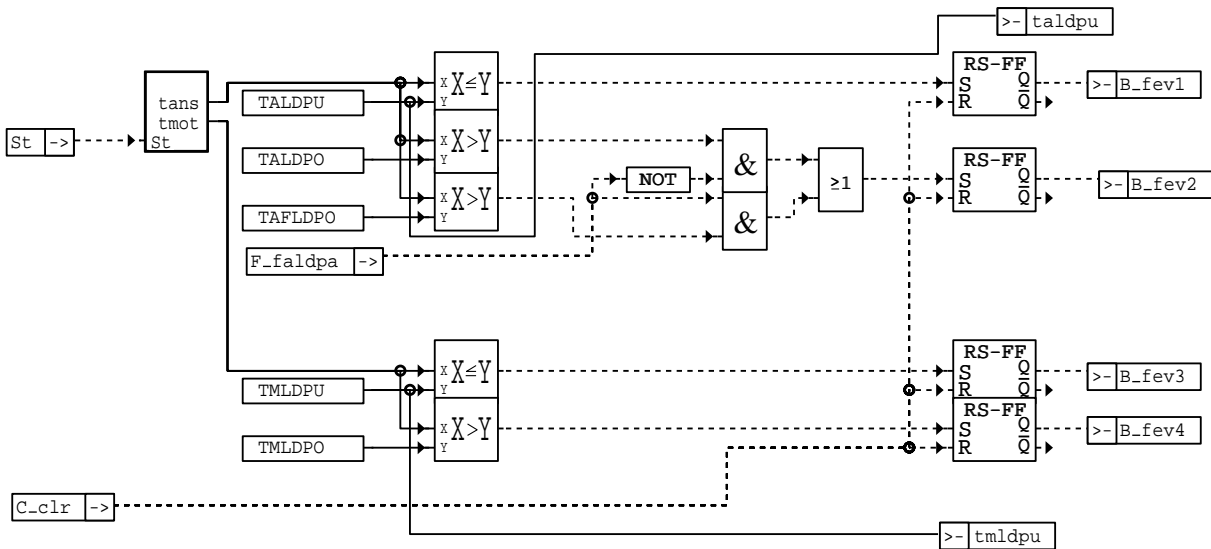 >- taldpu
RS-FF
S Q
R Q
>- B_fev1
tans
tmot
St
St ->
TALDPU
X X≤Y
Y
TALDPO
X X>Y
Y
TAFLDPO
X X>Y
Y
NOT
&
&
≥1
RS-FF
S Q
R Q
>- B_fev2
F_faldpa ->
TMLDPU
X X≤Y
Y
RS-FF
S Q
R Q
>- B_fev3
TMLDPO
X X>Y
Y
RS-FF
S Q
R Q
>- B_fev4
C_clr ->
>- tmldpu